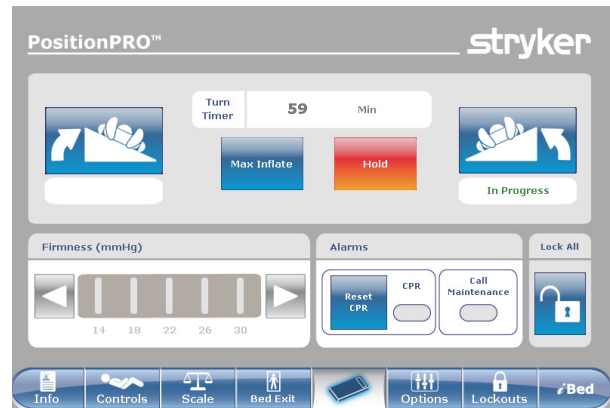 PositionPRO™
stryker
Turn
Timer
59
Min
Max Inflate
Hold
In Progress
Firmness (mmHg)
14 18 22 26 30
Alarms
Reset
CPR
CPR
Call
Maintenance
Lock All
Info
Controls
Scale
Bed Exit
Options
Lockouts
iBed